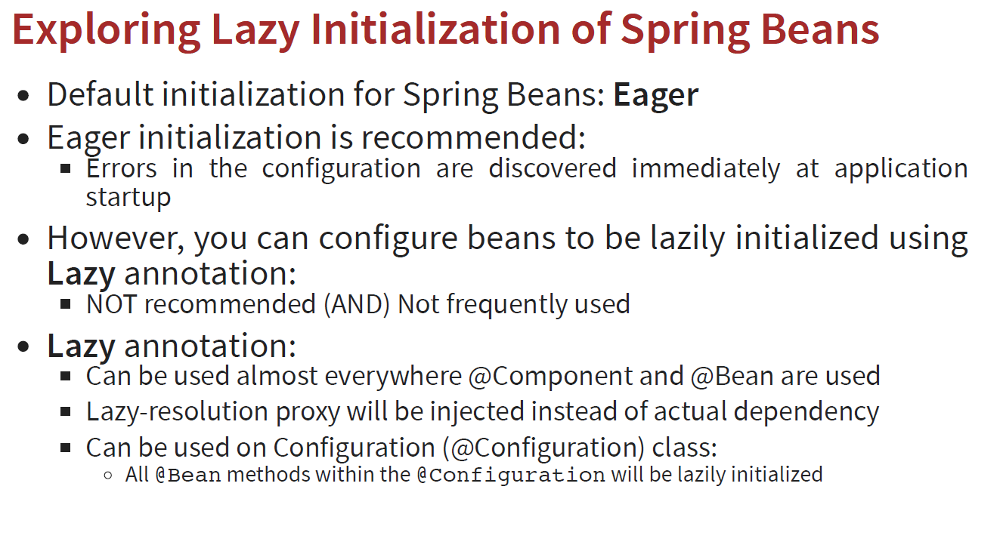 Exploring Lazy Initialization of Spring Beans
• Default initialization for Spring Beans: Eager
• Eager initialization is recommended:
▪ Errors in the configuration are discovered immediately at application
startup
• However, you can configure beans to be lazily initialized using
Lazy annotation:
▪ NOT recommended (AND) Not frequently used
• Lazy annotation:
▪ Can be used almost everywhere @Component and @Bean are used
▪ Lazy-resolution proxy will be injected instead of actual dependency
▪ Can be used on Configuration (@Configuration) class:
○ All @Bean methods within the @Configuration will be lazily initialized